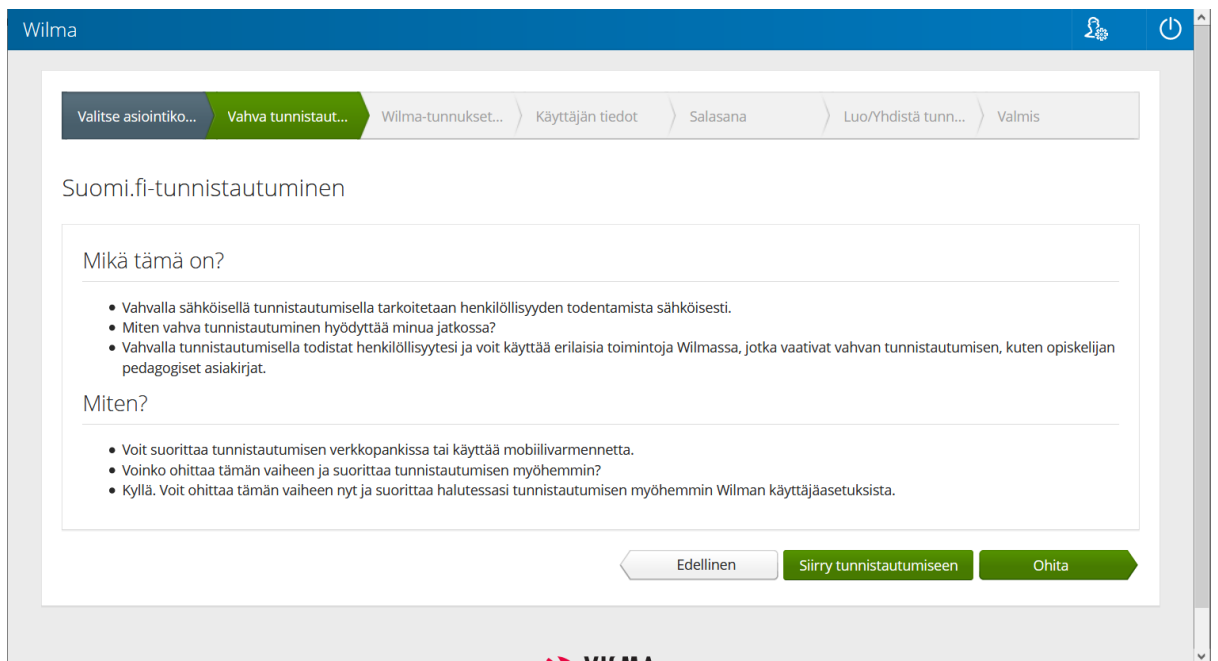 Wilma
Valitse asiointiko...
Vahva tunnistaut...
Wilma-tunnukset...
Käyttäjän tiedot
Salasana
Luo/Yhdistä tunn...
Valmis
Suomi.fi-tunnistautuminen
Mikä tämä on?
Vahvalla sähköisellä tunnistautumisella tarkoitetaan henkilöllisyyden todentamista sähköisesti.
Miten vahva tunnistautuminen hyödyttää minua jatkossa?
Vahvalla tunnistautumisella todistat henkilöllisyytesi ja voit käyttää erilaisia toimintoja Wilmassa, jotka vaativat vahvan tunnistautumisen, kuten opiskelijan
pedagogiset asiakirjat.
Miten?
Voit suorittaa tunnistautumisen verkkopankissa tai käyttää mobiilivarmennetta.
Voinko ohittaa tämän vaiheen ja suorittaa tunnistautumisen myöhemmin?
Kyllä. Voit ohittaa tämän vaiheen nyt ja suorittaa halutessasi tunnistautumisen myöhemmin Wilman käyttäjäasetuksista.
Edellinen
Siirry tunnistautumiseen
Ohita